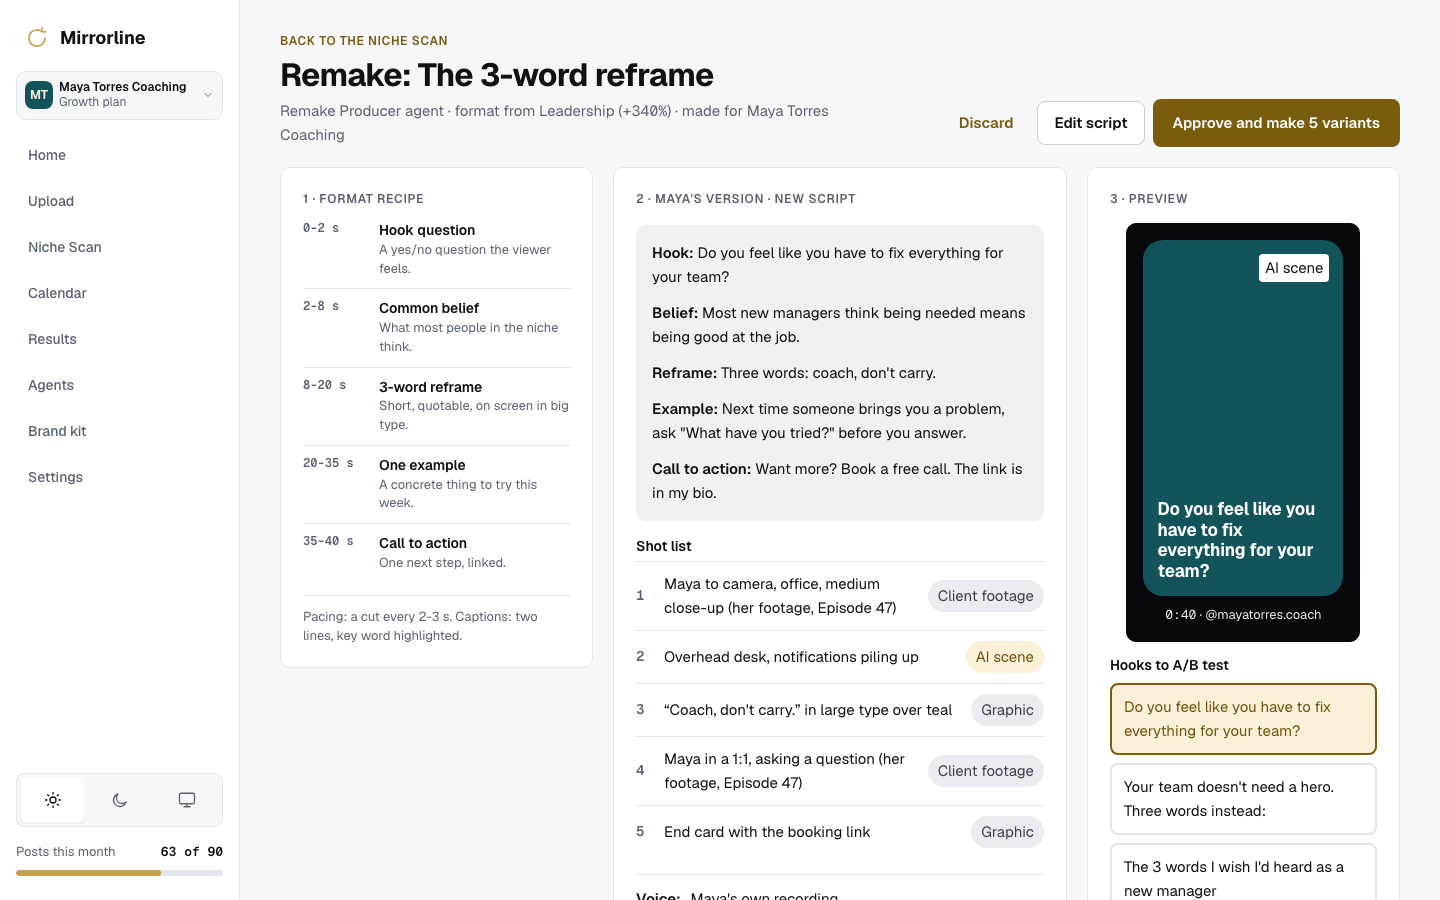 Mirrorline
MT
Maya Torres Coaching
Growth plan
Home
Upload
Niche Scan
Calendar
Results
Agents
Brand kit
Settings
Posts this month
63 of 90
BACK TO THE NICHE SCAN
Remake: The 3-word reframe
Remake Producer agent · format from Leadership (+340%) · made for Maya Torres
Coaching
Discard
Edit script
Approve and make 5 variants
1 · FORMAT RECIPE
0-2 s
Hook question
A yes/no question the viewer
feels.
2-8 s
Common belief
What most people in the niche
think.
8-20 s
3-word reframe
Short, quotable, on screen in big
type.
20-35 s
One example
A concrete thing to try this
week.
35-40 s
Call to action
One next step, linked.
Pacing: a cut every 2-3 s. Captions: two
lines, key word highlighted.
2 · MAYA'S VERSION · NEW SCRIPT
Hook: Do you feel like you have to fix everything for
your team?
Belief: Most new managers think being needed means
being good at the job.
Reframe: Three words: coach, don't carry.
Example: Next time someone brings you a problem,
ask "What have you tried?" before you answer.
Call to action: Want more? Book a free call. The link is
in my bio.
Shot list
1
Maya to camera, office, medium
close-up (her footage, Episode 47)
Client footage
2
Overhead desk, notifications piling up
AI scene
3
“Coach, don't carry.” in large type over teal
Graphic
4
Maya in a 1:1, asking a question (her
footage, Episode 47)
Client footage
5
End card with the booking link
Graphic
Voice: Maya's own recording
3 · PREVIEW
AI scene
Do you feel like you
have to fix
everything for your
team?
0:40 · @mayatorres.coach
Hooks to A/B test
Do you feel like you have to fix
everything for your team?
Your team doesn't need a hero.
Three words instead:
The 3 words I wish I'd heard as a
new manager